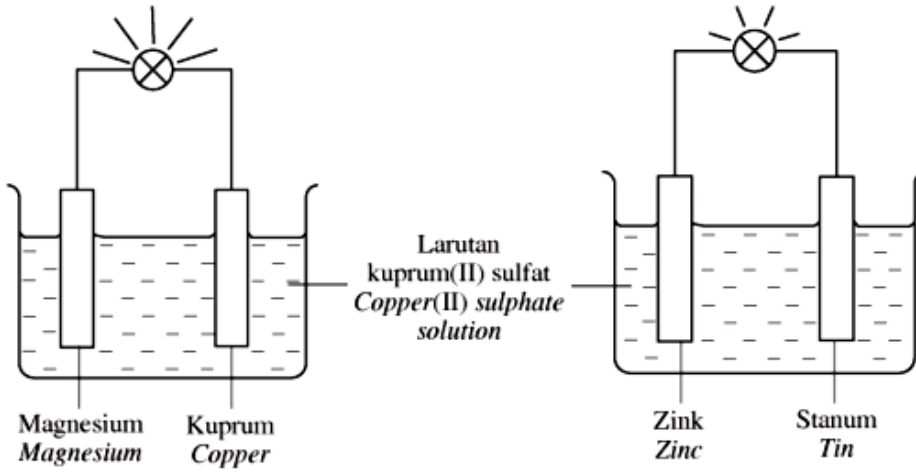 Larutan
kuprum(II) sulfat
Copper(II) sulphate
solution
Magnesium
Magnesium
Kuprum
Copper
Zink
Zinc
Stanum
Tin